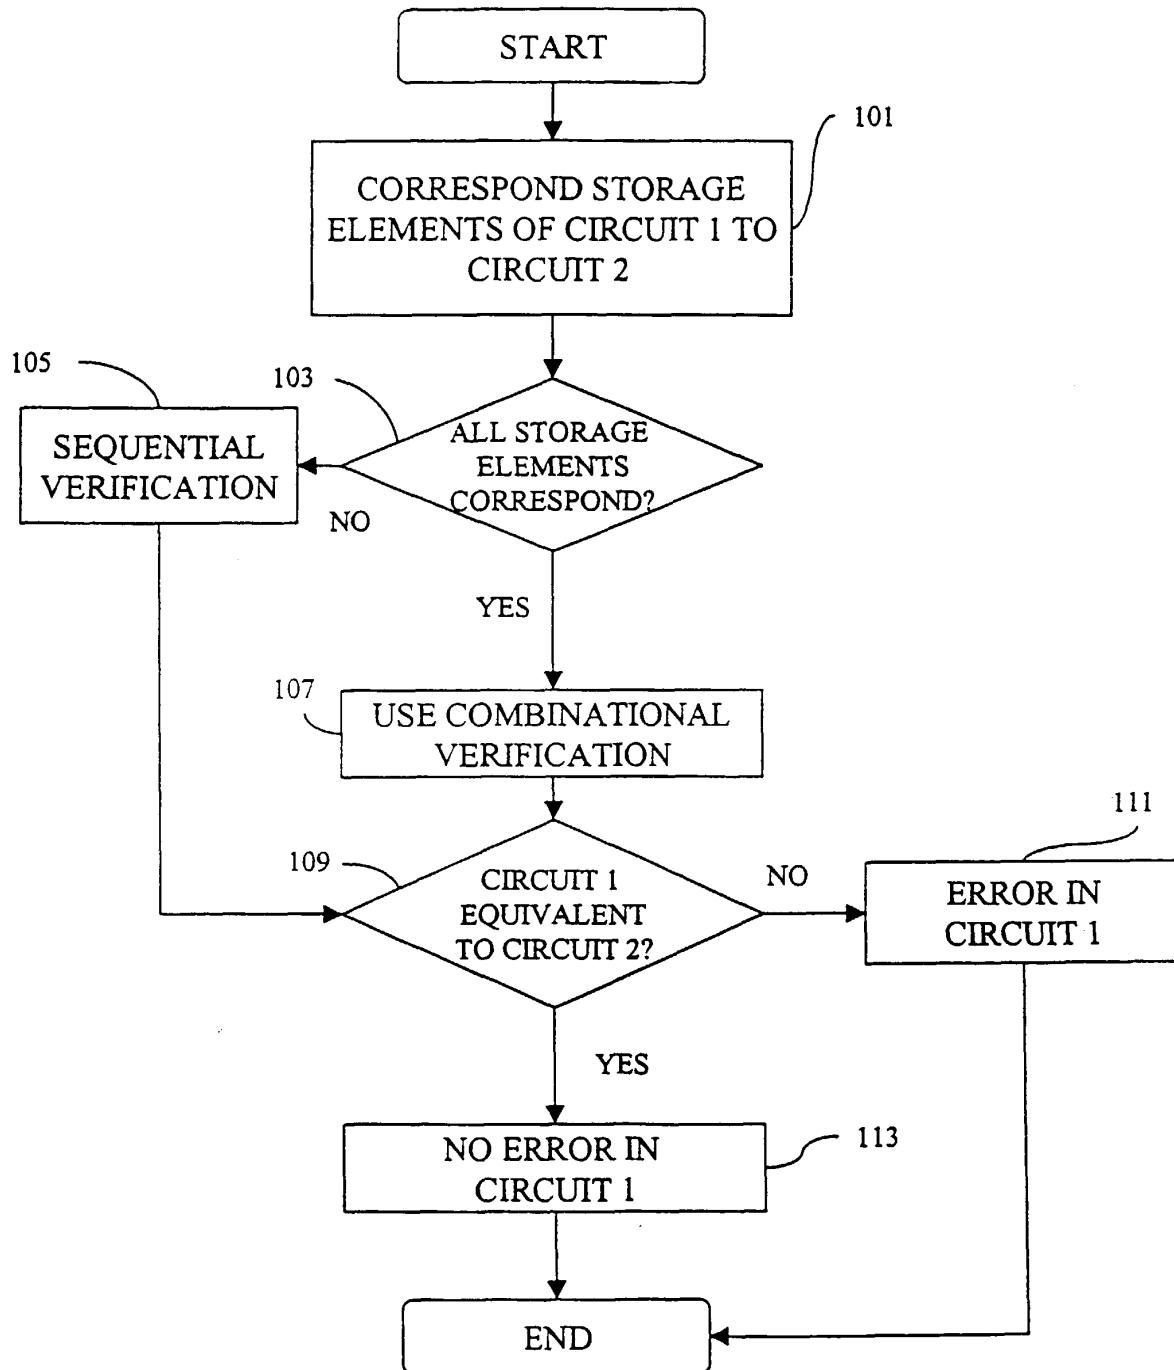 START
101
CORRESPOND STORAGE
ELEMENTS OF CIRCUIT 1 TO
CIRCUIT 2
105
103
SEQUENTIAL
VERIFICATION
ALL STORAGE
ELEMENTS
CORRESPOND?
NO
YES
107
USE COMBINATIONAL
VERIFICATION
111
109
CIRCUIT 1
EQUIVALENT
TO CIRCUIT 2?
NO
ERROR IN
CIRCUIT 1
YES
NO ERROR IN
CIRCUIT 1
113
END